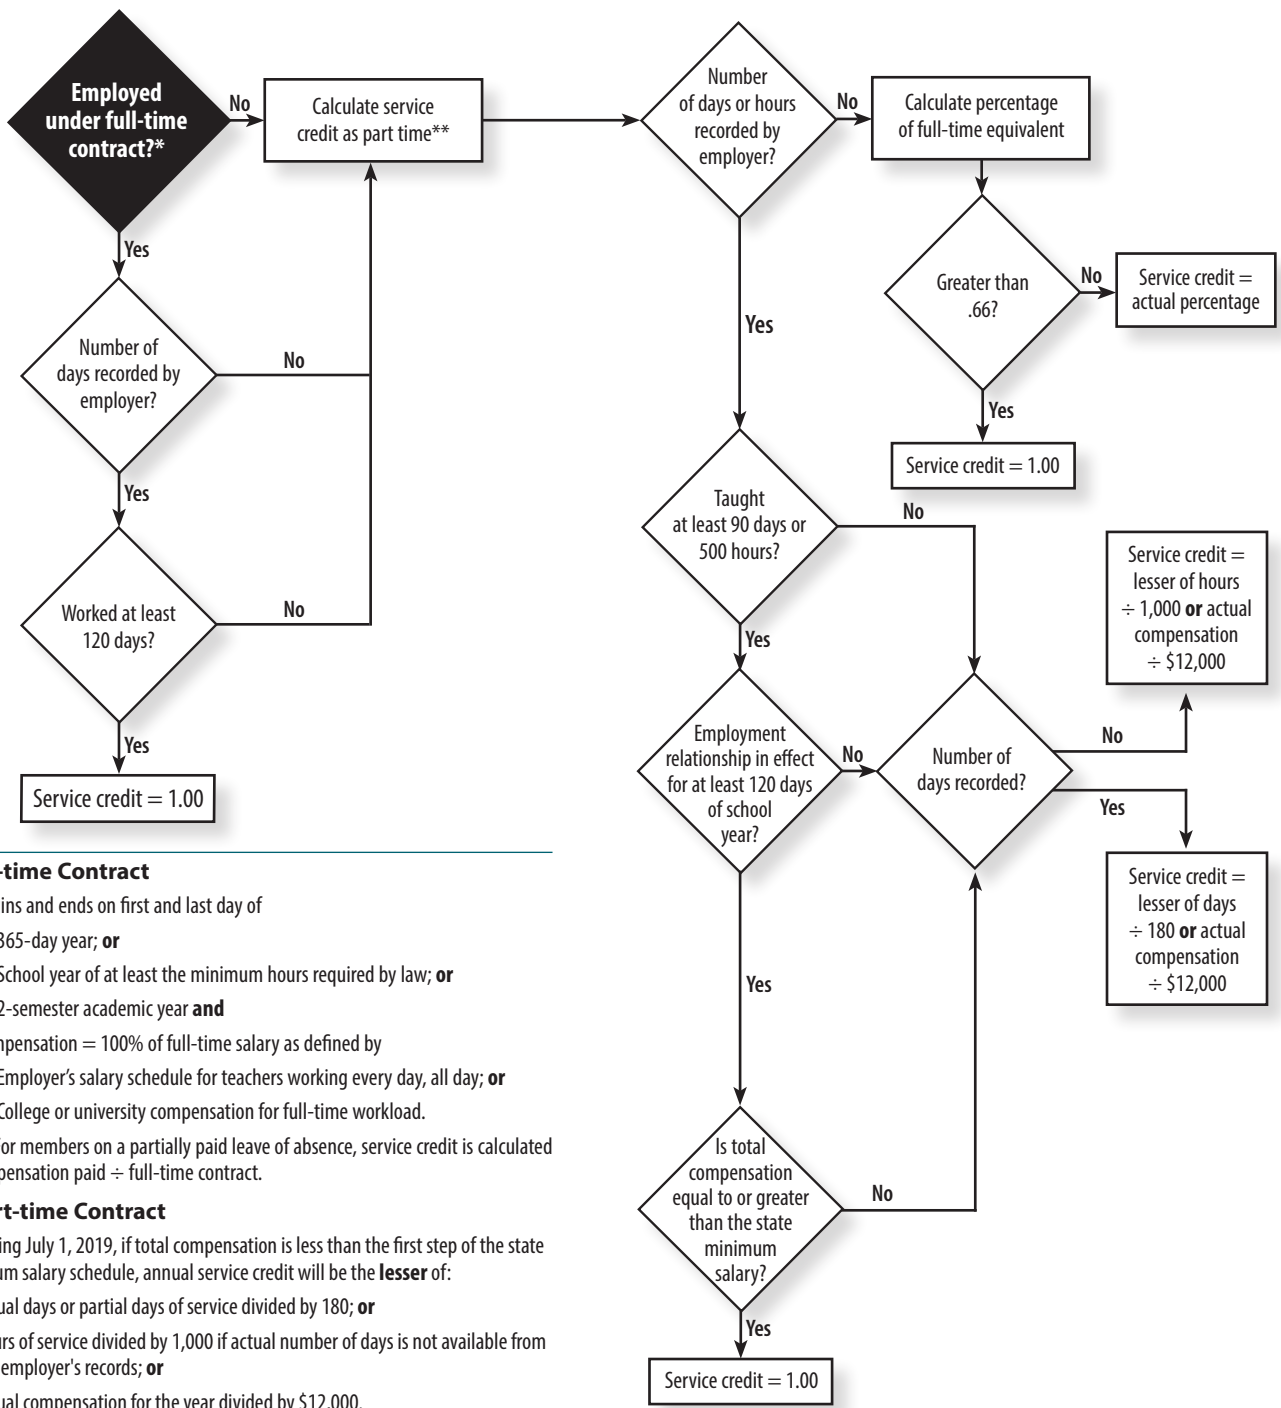 Employed
under full-time
contract?*
No
Calculate service
credit as part time**
Yes
Number of
days recorded by
employer?
No
Yes
Worked at least
120 days?
No
Yes
Service credit = 1.00
Number
of days or hours
recorded by
employer?
No
Calculate percentage
of full-time equivalent
Greater than
.66?
No
Service credit =
actual percentage
Yes
Service credit = 1.00
Yes
Taught
at least 90 days or
500 hours?
No
Yes
Employment
relationship in effect
for at least 120 days
of school
year?
No
Number of
days recorded?
No
Service credit =
lesser of hours
÷ 1,000 or actual
compensation
÷ $12,000
Yes
Service credit =
lesser of days
÷ 180 or actual
compensation
÷ $12,000
Yes
Is total
compensation
equal to or greater
than the state
minimum
salary?
No
Yes
Service credit = 1.00
-time Contract
ins and ends on first and last day of
365-day year; or
School year of at least the minimum hours required by law; or
2-semester academic year and
npensation = 100% of full-time salary as defined by
Employer's salary schedule for teachers working every day, all day; or
College or university compensation for full-time workload.
or members on a partially paid leave of absence, service credit is calculated
pensation paid ÷ full-time contract.
rt-time Contract
ing July 1, 2019, if total compensation is less than the first step of the state
um salary schedule, annual service credit will be the lesser of:
ual days or partial days of service divided by 180; or
urs of service divided by 1,000 if actual number of days is not available from
employer's records; or
ual compensation for the year divided by $12,000.